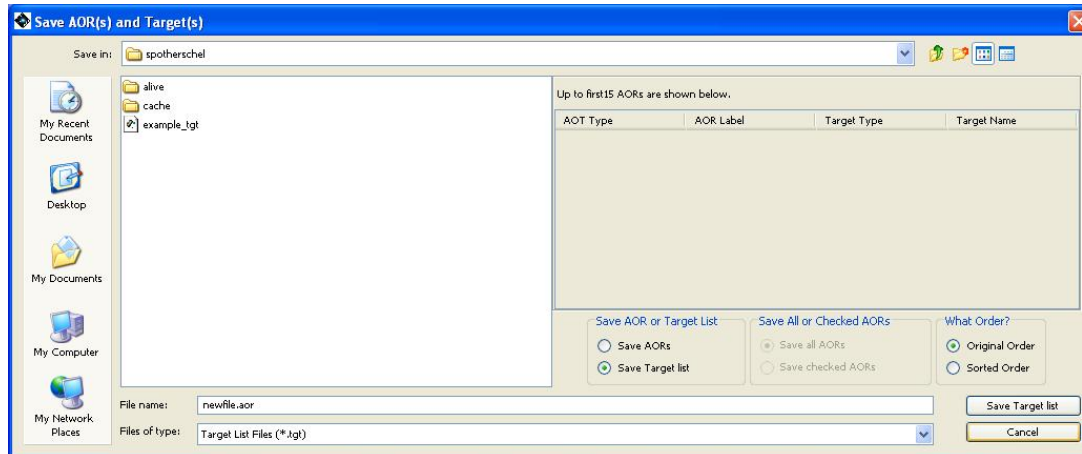 Save AOR(s) and Target(s)
Save in:
spotherschel
My Recent
Documents
Desktop
My Documents
My Computer
My Network
Places
alive
cache
example_tgt
Up to first15 AORs are shown below.
AOT Type AOR Label Target Type Target Name
Save AOR or Target List
Save AORs
Save Target list
Save All or Checked AORs
Save all AORs
Save checked AORs
What Order?
Original Order
Sorted Order
File name: newfile.aor
Save Target list
Files of type: Target List Files (*.tgt)
Cancel